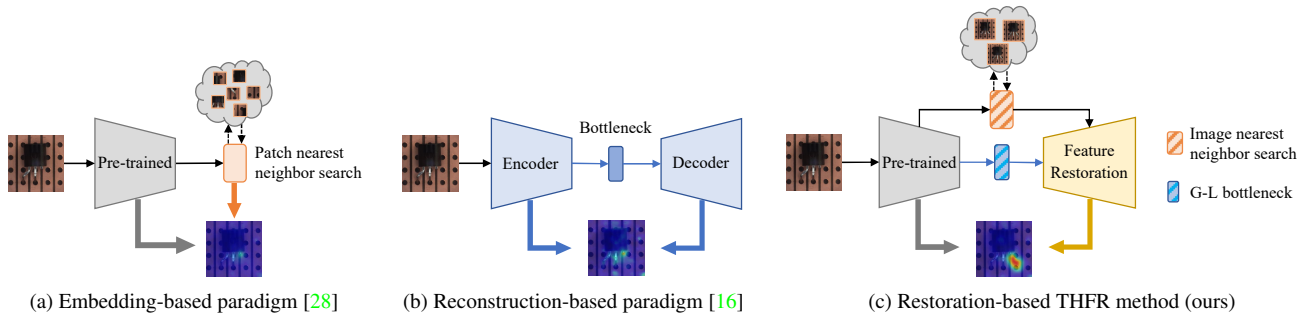 Pre-trained
Patch nearest
neighbor search
(a) Embedding-based paradigm [28]
Encoder
Bottleneck
Decoder
(b) Reconstruction-based paradigm [16]
Pre-trained
Feature
Restoration
Image nearest
neighbor search
G-L bottleneck
(c) Restoration-based THFR method (ours)